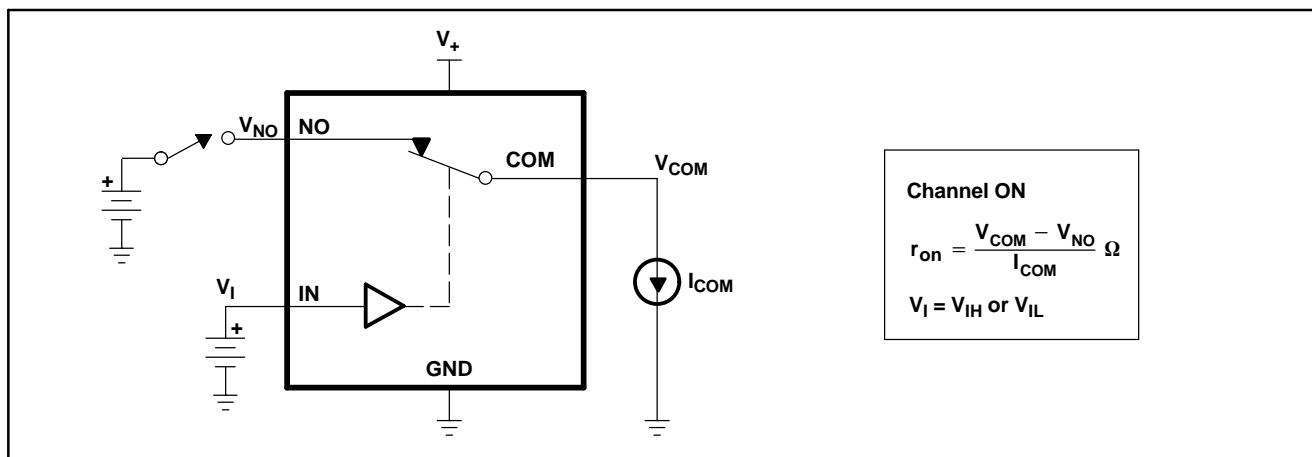 V+
VNO NO
COM
VCOM
+
VI IN
+
ICOM
GND
Channel ON
ron = VCOM − VNO / ICOM Ω
VI = VIH or VIL